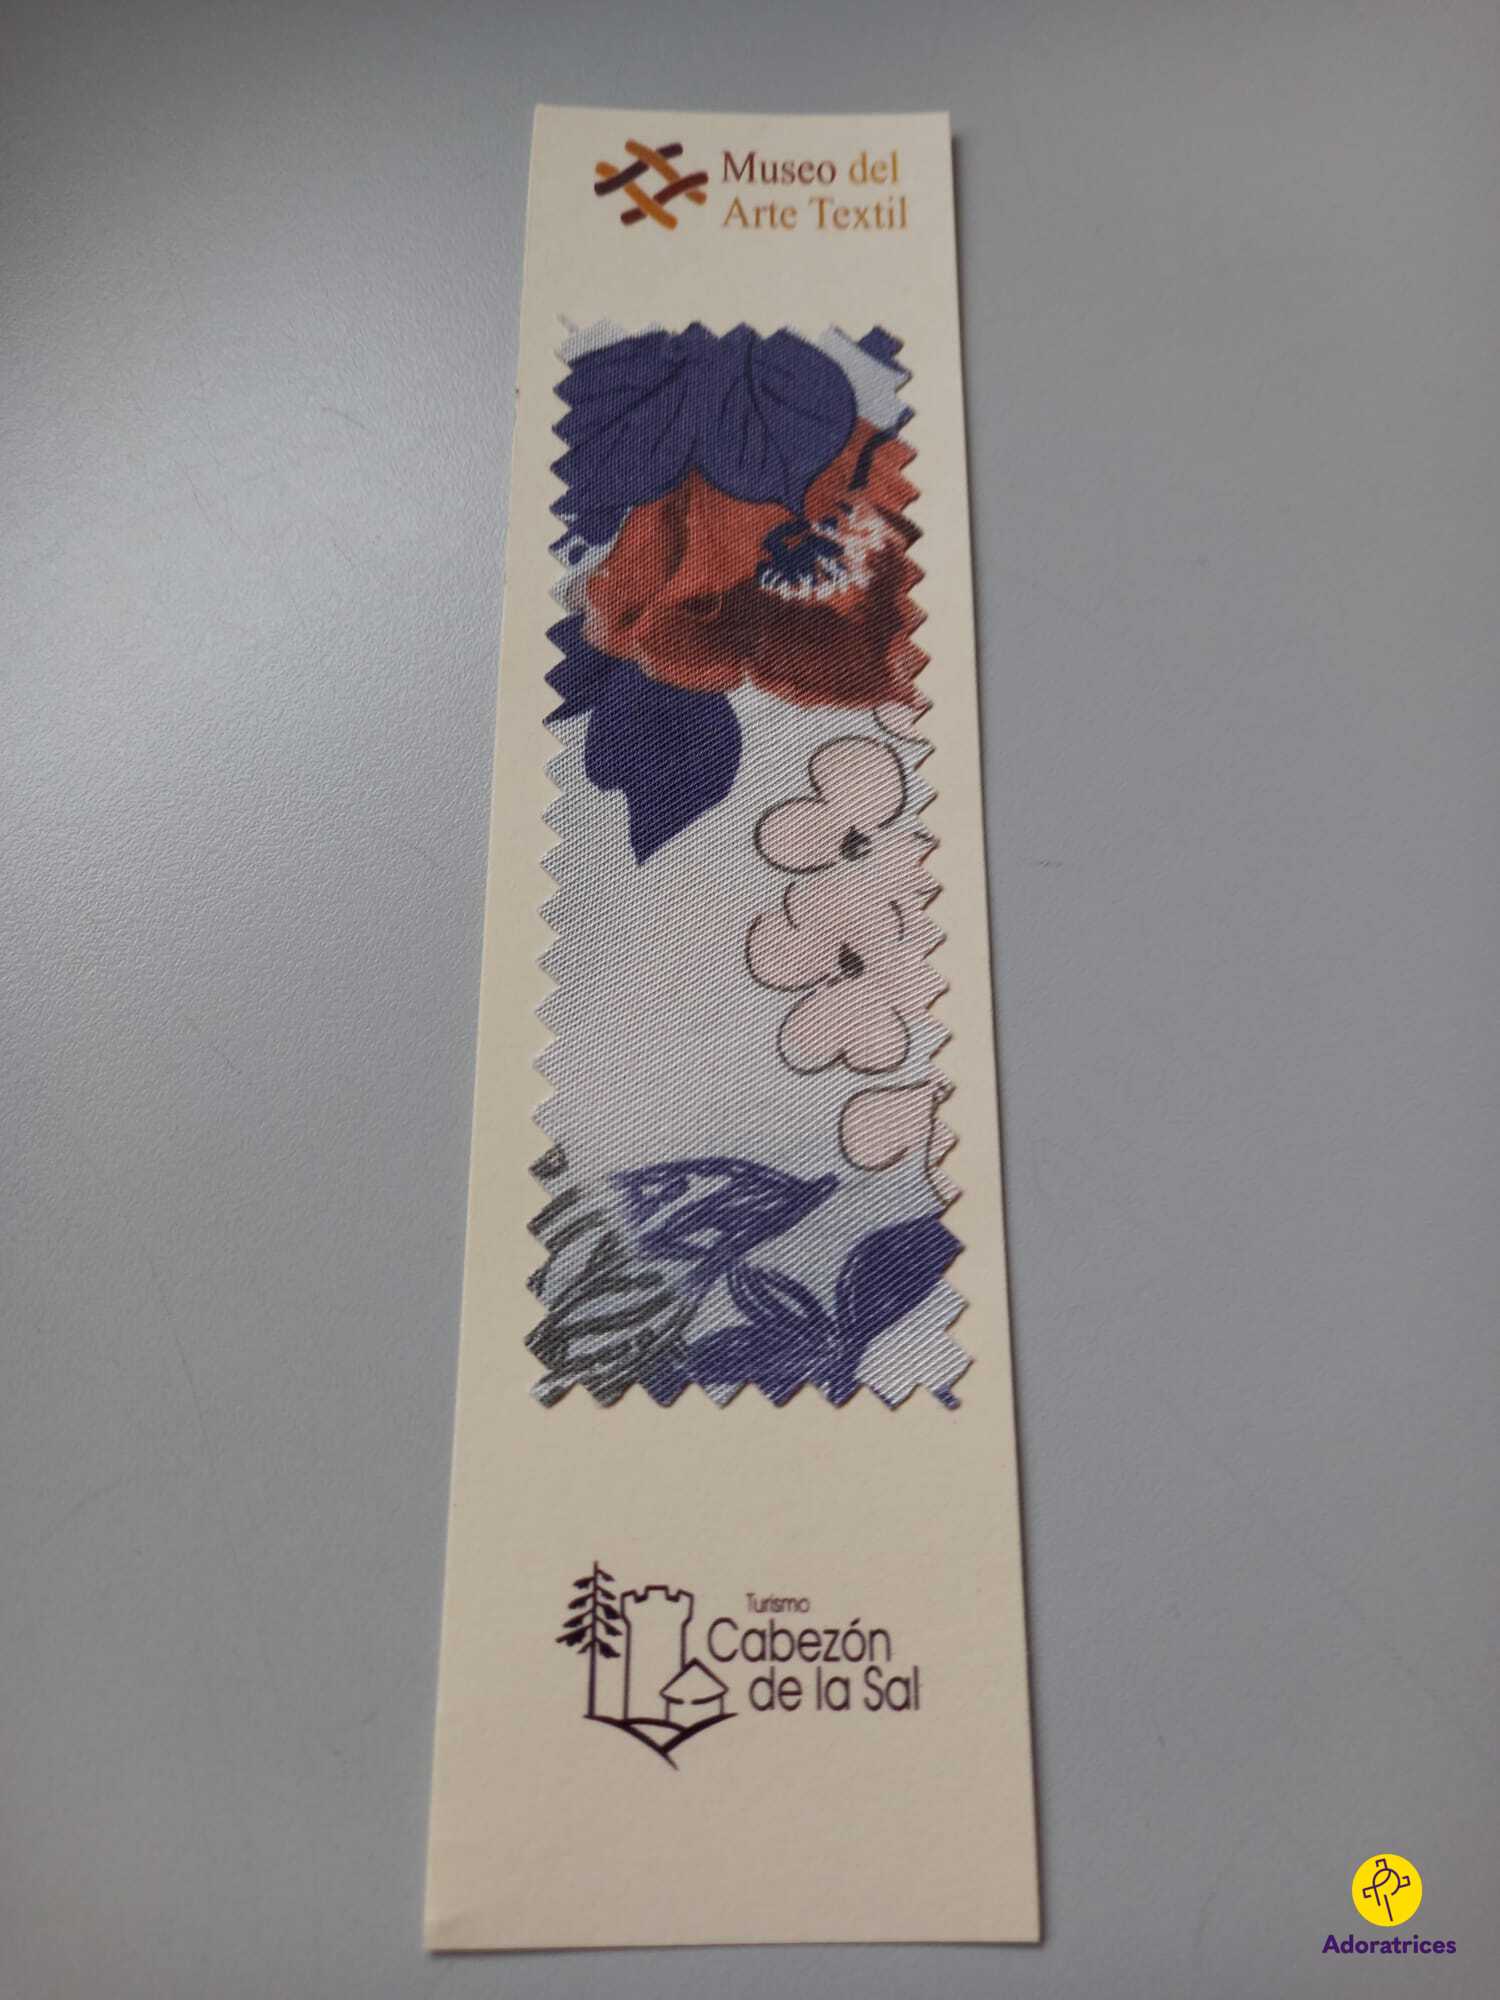 Museo del
Arte Textil
Turismo
Cabezón
de la Sal
Adoratrices